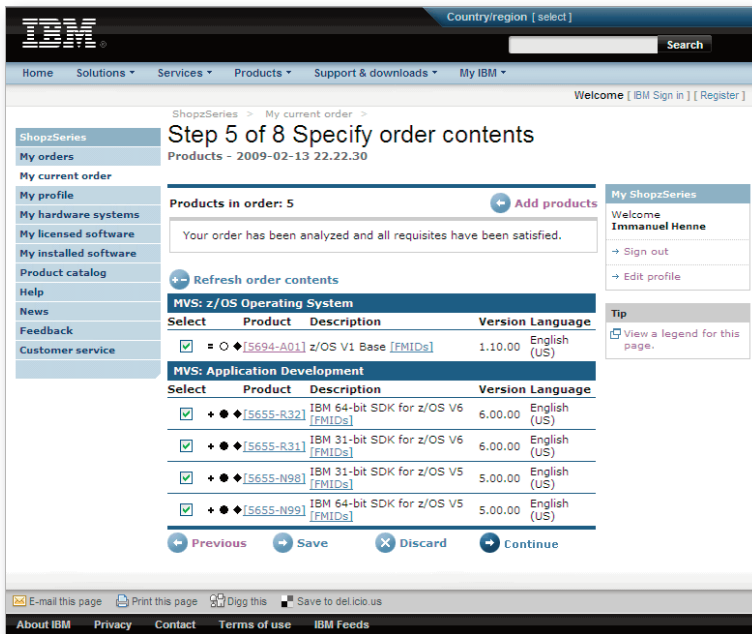 Country/region [ select ]
IBM ®
Search
Home Solutions Services Products Support & downloads My IBM
Welcome [ IBM Sign in ] [ Register ]
ShopzSeries > My current order >
Step 5 of 8 Specify order contents
Products - 2009-02-13 22.22.30
ShopzSeries
My orders
My current order
My profile
My hardware systems
My licensed software
My installed software
Product catalog
Help
News
Feedback
Customer service
Products in order: 5 Add products
Your order has been analyzed and all requisites have been satisfied.
Refresh order contents
MVS: z/OS Operating System
Select Product Description Version Language
= ○ ◆ [5694-A01] z/OS V1 Base [FMIDs] 1.10.00 English
(US)
MVS: Application Development
Select Product Description Version Language
+ ● ◆ [5655-R32] IBM 64-bit SDK for z/OS V6 6.00.00 English
[FMIDs] (US)
+ ● ◆ [5655-R31] IBM 31-bit SDK for z/OS V6 6.00.00 English
[FMIDs] (US)
+ ● ◆ [5655-N98] IBM 31-bit SDK for z/OS V5 5.00.00 English
[FMIDs] (US)
+ ● ◆ [5655-N99] IBM 64-bit SDK for z/OS V5 5.00.00 English
[FMIDs] (US)
Previous Save Discard Continue
My ShopzSeries
Welcome
Immanuel Henne
→ Sign out
→ Edit profile
Tip
View a legend for this
page.
E-mail this page Print this page Digg this Save to del.icio.us
About IBM Privacy Contact Terms of use IBM Feeds